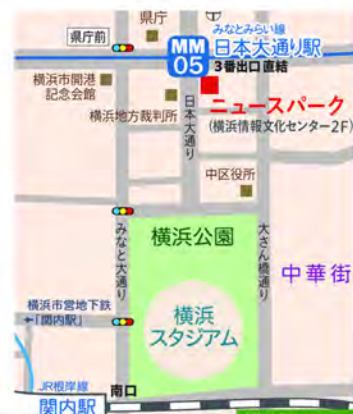 県庁
みなとみらい線
県庁前
MM
05
日本大通り駅
3番出口直結
横浜市開港
記念会館
ニュースパーク
(横浜情報文化センター2F)
横浜地方裁判所
日本大通り
中区役所
みなと大通り
横浜公園
大さん橋通り
中華街
横浜市営地下鉄
←「関内駅」
横浜
スタジアム
JR根岸線
南口
関内駅